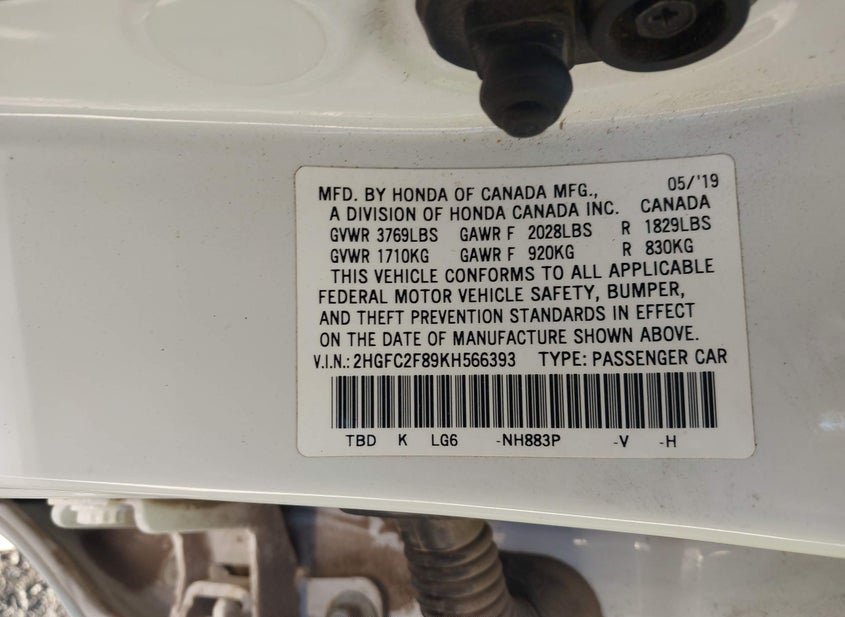 MFD. BY HONDA OF CANADA MFG., 05/'19
A DIVISION OF HONDA CANADA INC. CANADA
GVWR 3769LBS GAWR F 2028LBS R 1829LBS
GVWR 1710KG GAWR F 920KG R 830KG
THIS VEHICLE CONFORMS TO ALL APPLICABLE
FEDERAL MOTOR VEHICLE SAFETY, BUMPER,
AND THEFT PREVENTION STANDARDS IN EFFECT
ON THE DATE OF MANUFACTURE SHOWN ABOVE.
V.I.N.: 2HGFC2F89KH566393 TYPE: PASSENGER CAR
TBD K LG6 -NH883P -V -H